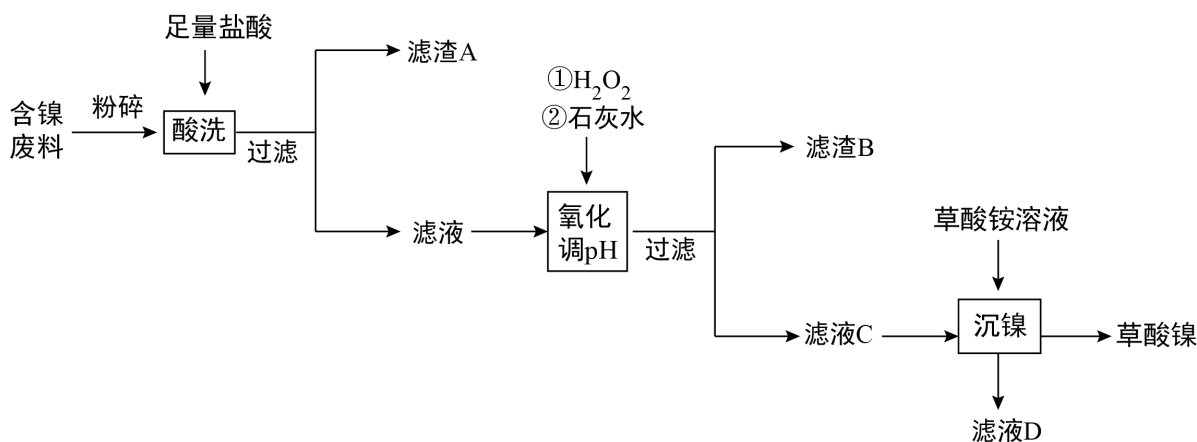 足量盐酸
滤渣A
①H₂O₂
②石灰水
含镍
废料
粉碎
酸洗
过滤
滤渣B
草酸铵溶液
滤液
氧化
调pH
过滤
滤液C
沉镍
草酸镍
滤液D